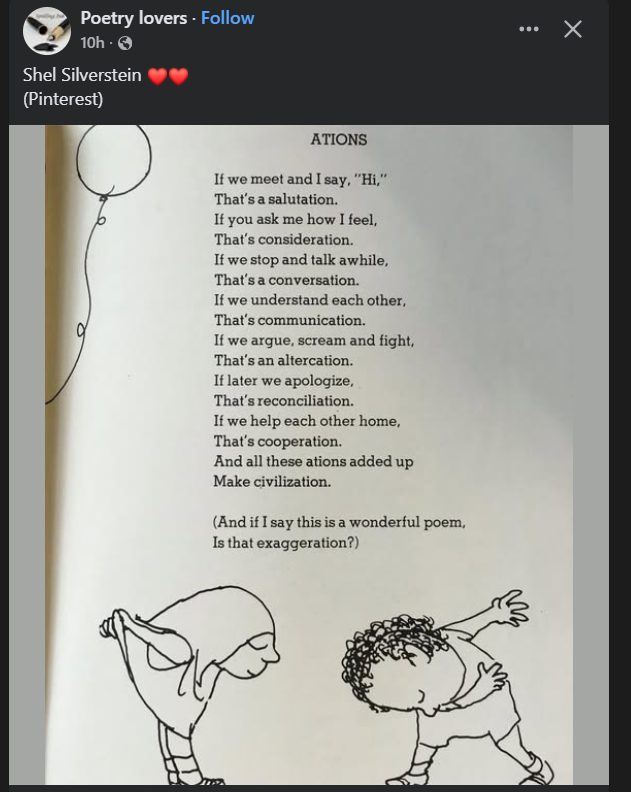 Poetry lovers · Follow
10h ·
Shel Silverstein ❤️❤️
(Pinterest)
ATIONS
If we meet and I say, "Hi,"
That's a salutation.
If you ask me how I feel,
That's consideration.
If we stop and talk awhile,
That's a conversation.
If we understand each other,
That's communication.
If we argue, scream and fight,
That's an altercation.
If later we apologize,
That's reconciliation.
If we help each other home,
That's cooperation.
And all these ations added up
Make civilization.
(And if I say this is a wonderful poem,
Is that exaggeration?)